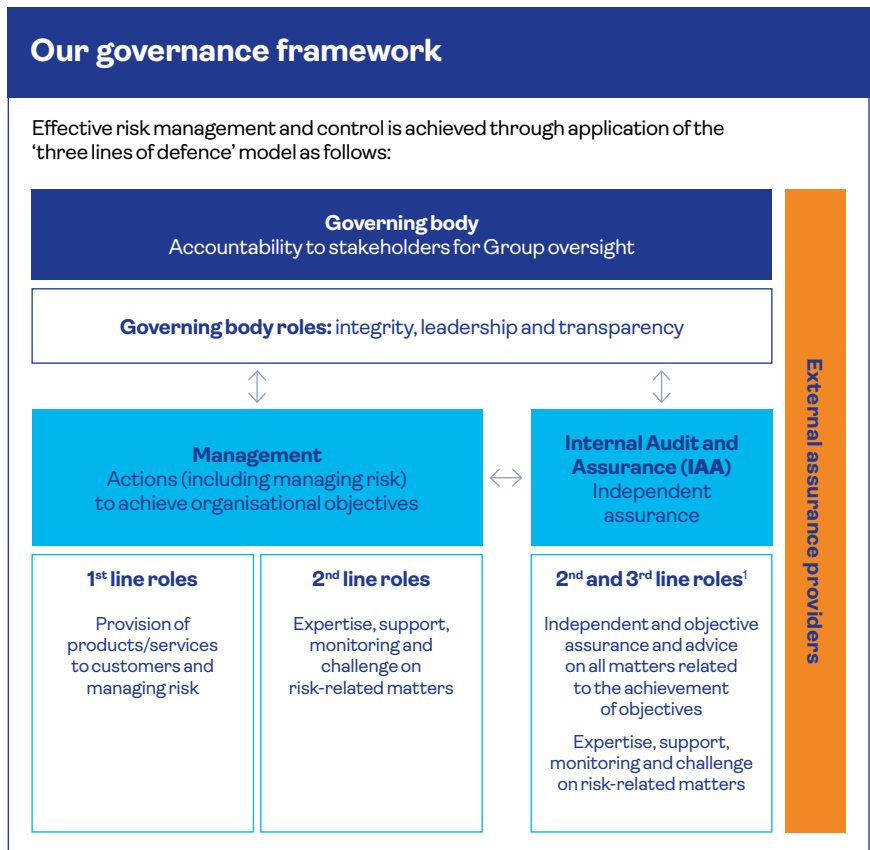 Our governance framework
Effective risk management and control is achieved through application of the
‘three lines of defence’ model as follows:
Governing body
Accountability to stakeholders for Group oversight
Governing body roles: integrity, leadership and transparency
Management
Actions (including managing risk)
to achieve organisational objectives
Internal Audit and
Assurance (IAA)
Independent
assurance
1st line roles
Provision of
products/services
to customers and
managing risk
2nd line roles
Expertise, support,
monitoring and
challenge on
risk-related matters
2nd and 3rd line roles1
Independent and objective
assurance and advice
on all matters related
to the achievement
of objectives
Expertise, support,
monitoring and challenge
on risk-related matters
External assurance providers